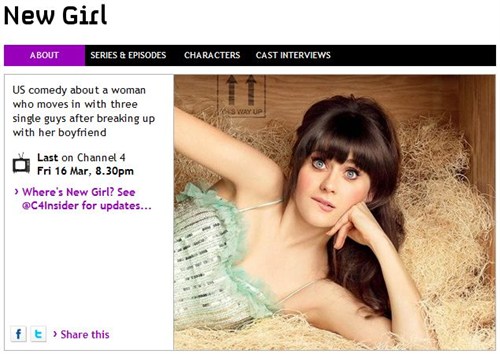 New Girl
ABOUT
SERIES & EPISODES
CHARACTERS
CAST INTERVIEWS
US comedy about a woman
who moves in with three
single guys after breaking up
with her boyfriend
Last on Channel 4
Fri 16 Mar, 8.30pm
› Where's New Girl? See
@C4Insider for updates...
THIS WAY UP
f
t
› Share this